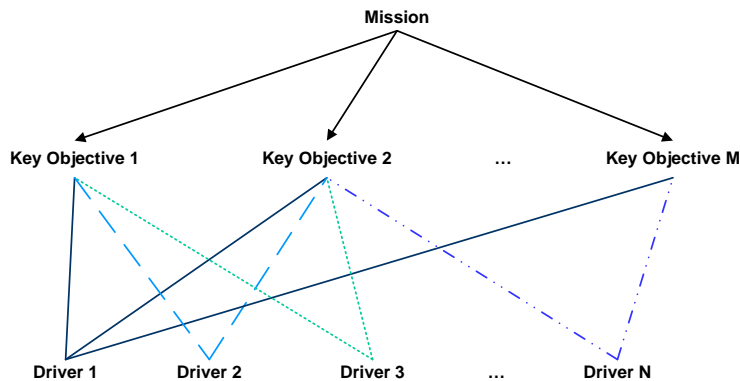 Mission
Key Objective 1 Key Objective 2 ... Key Objective M
Driver 1 Driver 2 Driver 3 ... Driver N